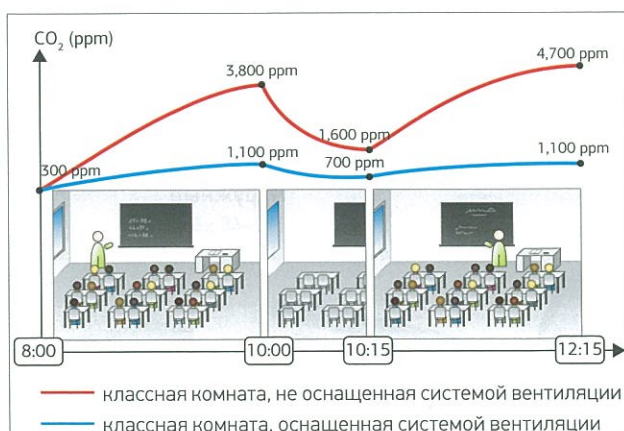 CO₂ (ppm)
4,700 ppm
3,800 ppm
1,600 ppm
300 ppm
1,100 ppm
700 ppm
1,100 ppm
8:00
10:00
10:15
12:15
классная комната, не оснащенная системой вентиляции
классная комната, оснащенная системой вентиляции